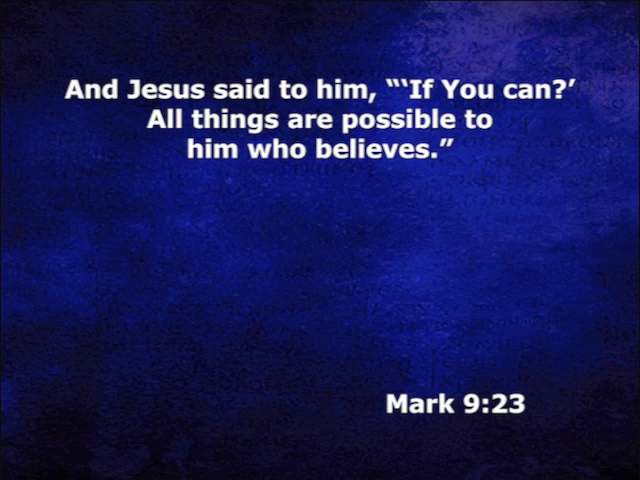 And Jesus said to him, “‘If You can?’
All things are possible to
him who believes.”
Mark 9:23